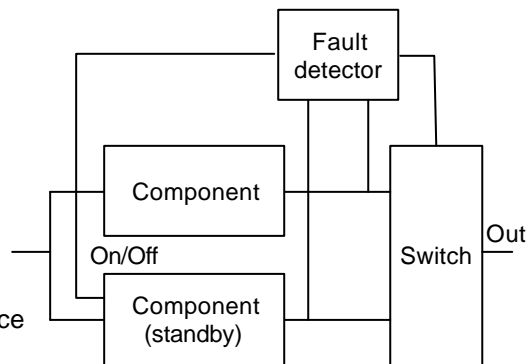 Fault
detector
Component
On/Off
Switch
Out
Component
(standby)